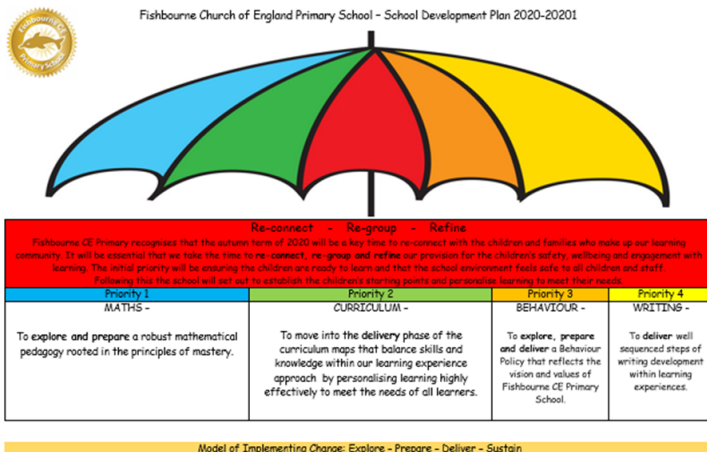 Fishbourne Church of England Primary School – School Development Plan 2020-20201
Fishbourne CE
Primary School
Re-connect - Re-group - Refine
Fishbourne CE Primary recognises that the autumn term of 2020 will be a key time to re-connect with the children and families who make up our learning
community. It will be essential that we take the time to re-connect, re-group and refine our provision for the children's safety, wellbeing and engagement with
learning. The initial priority will be ensuring the children are ready to learn and that the school environment feels safe to all children and staff.
Following this the school will set out to establish the children's starting points and personalise learning to meet their needs.
Priority 1
MATHS –
To explore and prepare a robust mathematical
pedagogy rooted in the principles of mastery.
Priority 2
CURRICULUM –
To move into the delivery phase of the
curriculum maps that balance skills and
knowledge within our learning experience
approach by personalising learning highly
effectively to meet the needs of all learners.
Priority 3
BEHAVIOUR –
To explore, prepare
and deliver a Behaviour
Policy that reflects the
vision and values of
Fishbourne CE Primary
School.
Priority 4
WRITING –
To deliver well
sequenced steps of
writing development
within learning
experiences.
Model of Implementing Change: Explore – Prepare – Deliver – Sustain